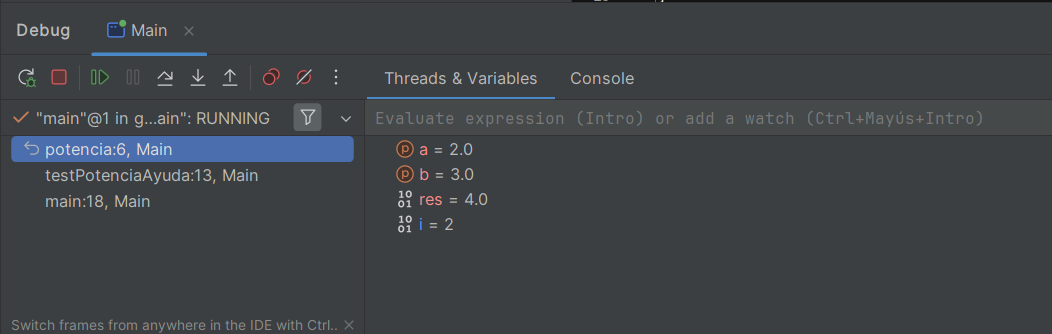 Debug Main
Threads & Variables Console
"main"@1 in g...ain": RUNNING
Evaluate expression (Intro) or add a watch (Ctrl+Mayús+Intro)
potencia:6, Main
testPotenciaAyuda:13, Main
main:18, Main
a = 2.0
b = 3.0
res = 4.0
i = 2
Switch frames from anywhere in the IDE with Ctrl..